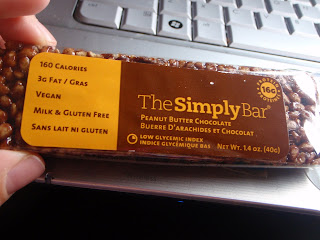 160 Calories
3g Fat / Gras
Vegan
Milk & Gluten Free
Sans lait ni gluten
The Simply Bar
16g
Peanut Butter Chocolate
Buerre D'arachides et Chocolat
Low Glycemic Index
Indice Glycémique Bas
Net Wt. 1.4 oz. (40g)